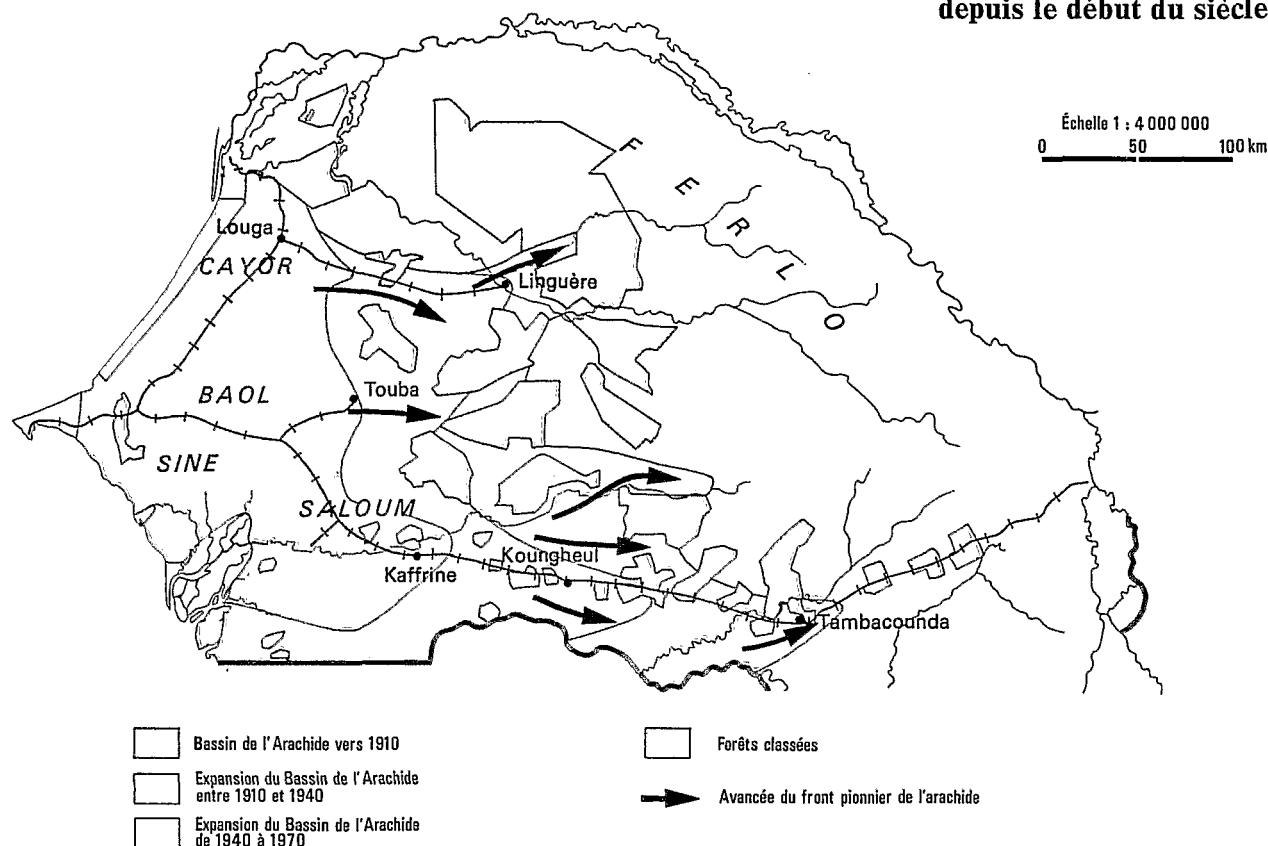 depuis le début du siècle
Échelle 1 : 4 000 000
0 50 100 km
FERLO
Louga
CAYOR
Linguère
BAOL
Touba
SINE
SALOUM
Koungheul
Kaffrine
Tambacounda
Bassin de l'Arachide vers 1910
Expansion du Bassin de l'Arachide
entre 1910 et 1940
Expansion du Bassin de l'Arachide
de 1940 à 1970
Forêts classées
Avancée du front pionnier de l'arachide